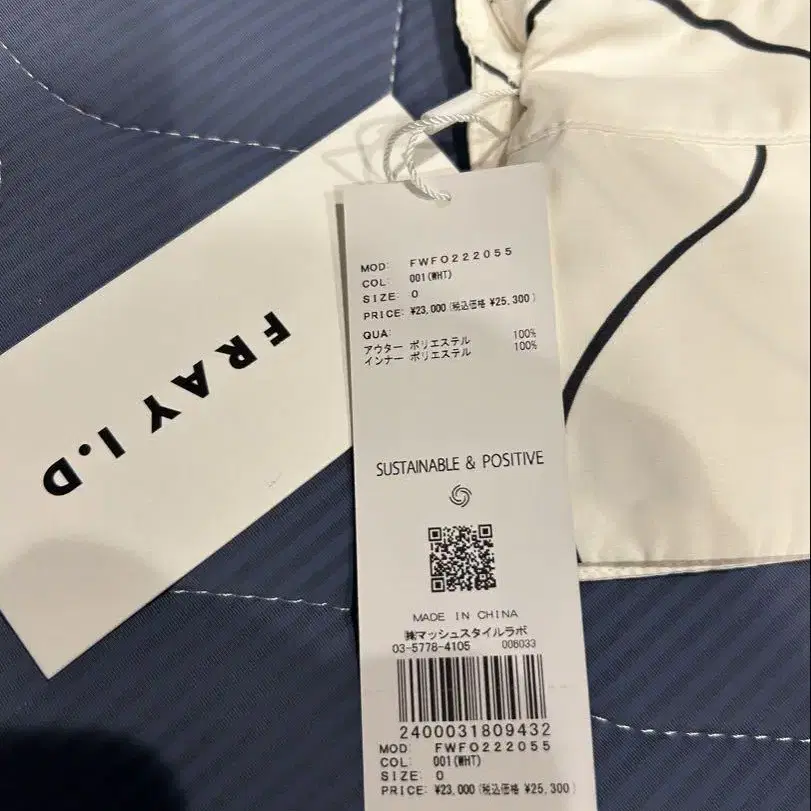 FRAY I.D
MOD: FWFO222055
COL: 001(WHT)
SIZE: 0
PRICE: ¥23,000(税込価格 ¥25,300)
QUA:
アウター ポリエステル 100%
インナー ポリエステル 100%
SUSTAINABLE & POSITIVE
MADE IN CHINA
㈱マッシュスタイルラボ
03-5778-4105 006033
2400031809432
MOD: FWFO222055
COL: 001(WHT)
SIZE: 0
PRICE: ¥23,000(税込価格 ¥25,300)